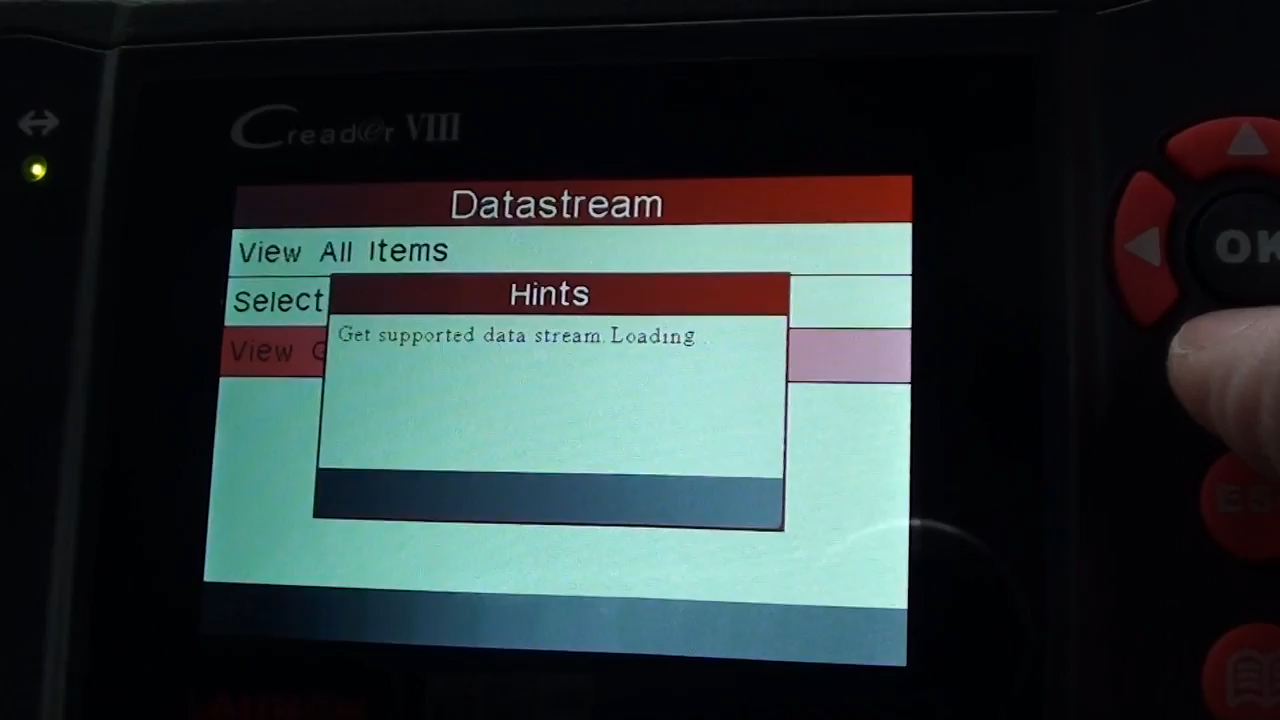 Creader VIII
Datastream
View All Items
Select
Hints
Get supported data stream. Loading ..
View
OK